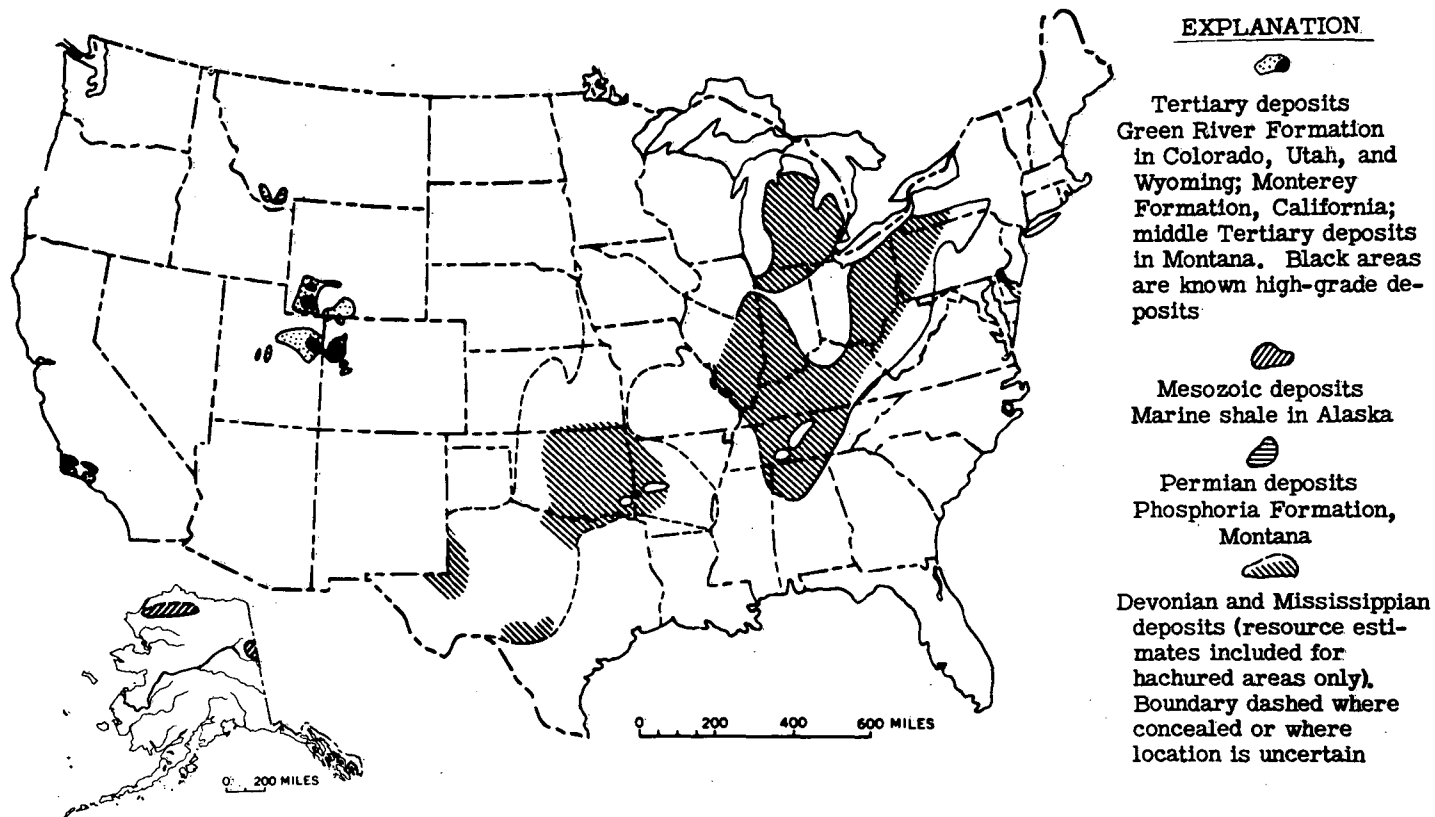 EXPLANATION
Tertiary deposits
Green River Formation
in Colorado, Utah, and
Wyoming; Monterey
Formation, California;
middle Tertiary deposits
in Montana. Black areas
are known high-grade de-
posits
Mesozoic deposits
Marine shale in Alaska
Permian deposits
Phosphoria Formation,
Montana
Devonian and Mississippian
deposits (resource esti-
mates included for
hachured areas only).
Boundary dashed where
concealed or where
location is uncertain
0 200 400 600 MILES
0 200 MILES